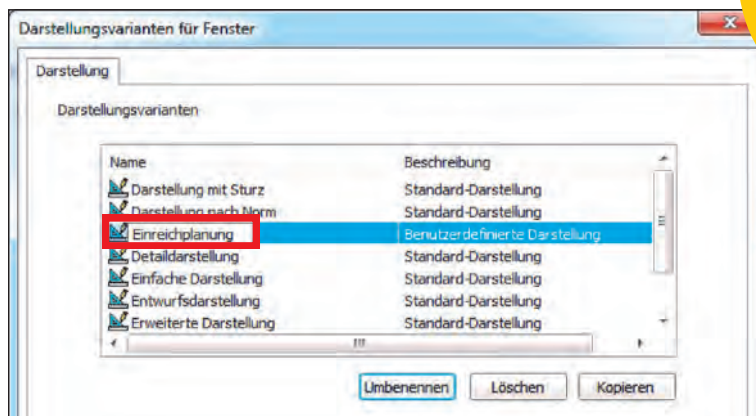 Darstellungsvarianten für Fenster
Darstellung
Darstellungsvarianten
Name Beschreibung
Darstellung mit Sturz Standard-Darstellung
Darstellung nach Norm Standard-Darstellung
Einreichplanung Benutzerdefinierte Darstellung
Detaildarstellung Standard-Darstellung
Einfache Darstellung Standard-Darstellung
Entwurfsdarstellung Standard-Darstellung
Erweiterte Darstellung Standard-Darstellung
Umbenennen Löschen Kopieren